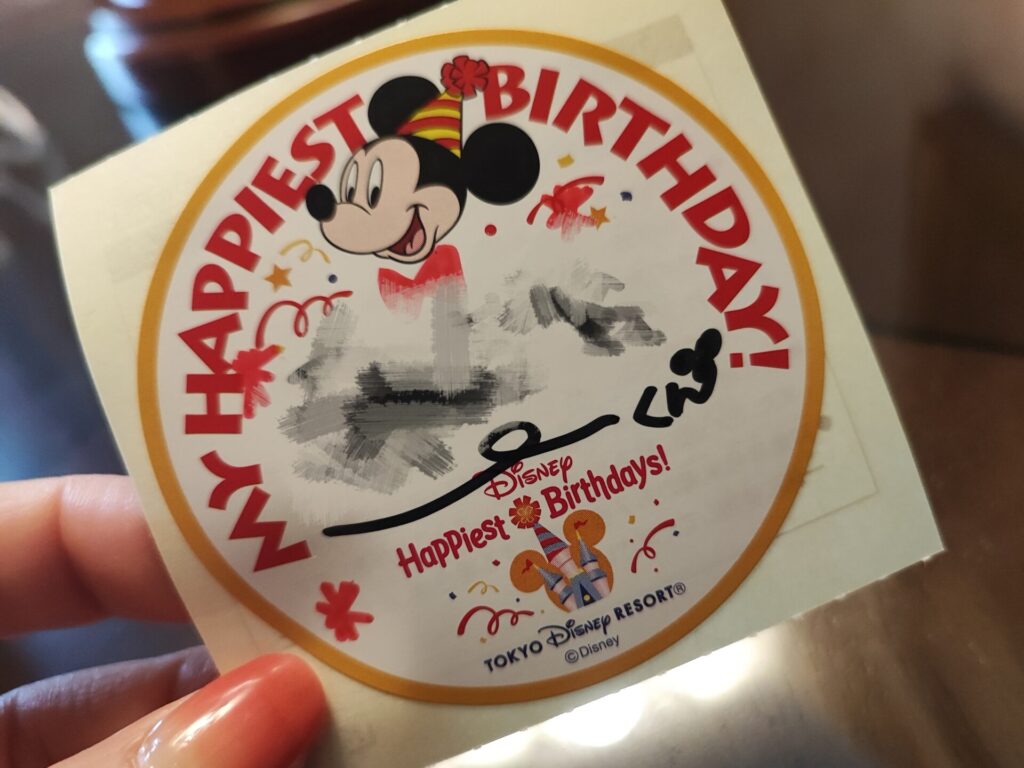 MY HAPPIEST BIRTHDAY!
くん
Disney
Happiest Birthdays!
TOKYO Disney RESORT®
©Disney